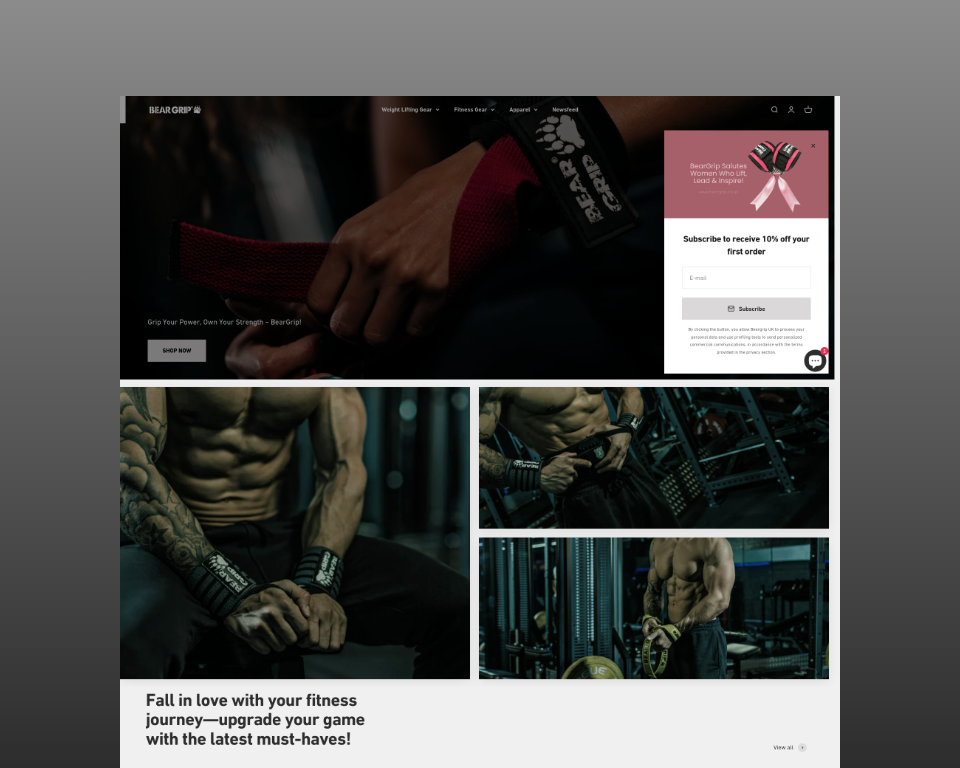 BEAR GRIP
Weight Lifting Gear
Fitness Gear
Apparel
Newsfeed
BEAR GRIP
BearGrip Salutes
Women Who Lift,
Lead & Inspire!
Subscribe to receive 10% off your
first order
E-mail
Subscribe
By clicking the button, you allow BearGrip Lift to process your
personal data and use profiling tools to send personalized
commercial communications, in accordance with the terms
provided in the privacy section.
Grip Your Power, Own Your Strength – BearGrip!
SHOP NOW
BEAR GRIP
BEAR GRIP
Fall in love with your fitness
journey—upgrade your game
with the latest must-haves!
View all